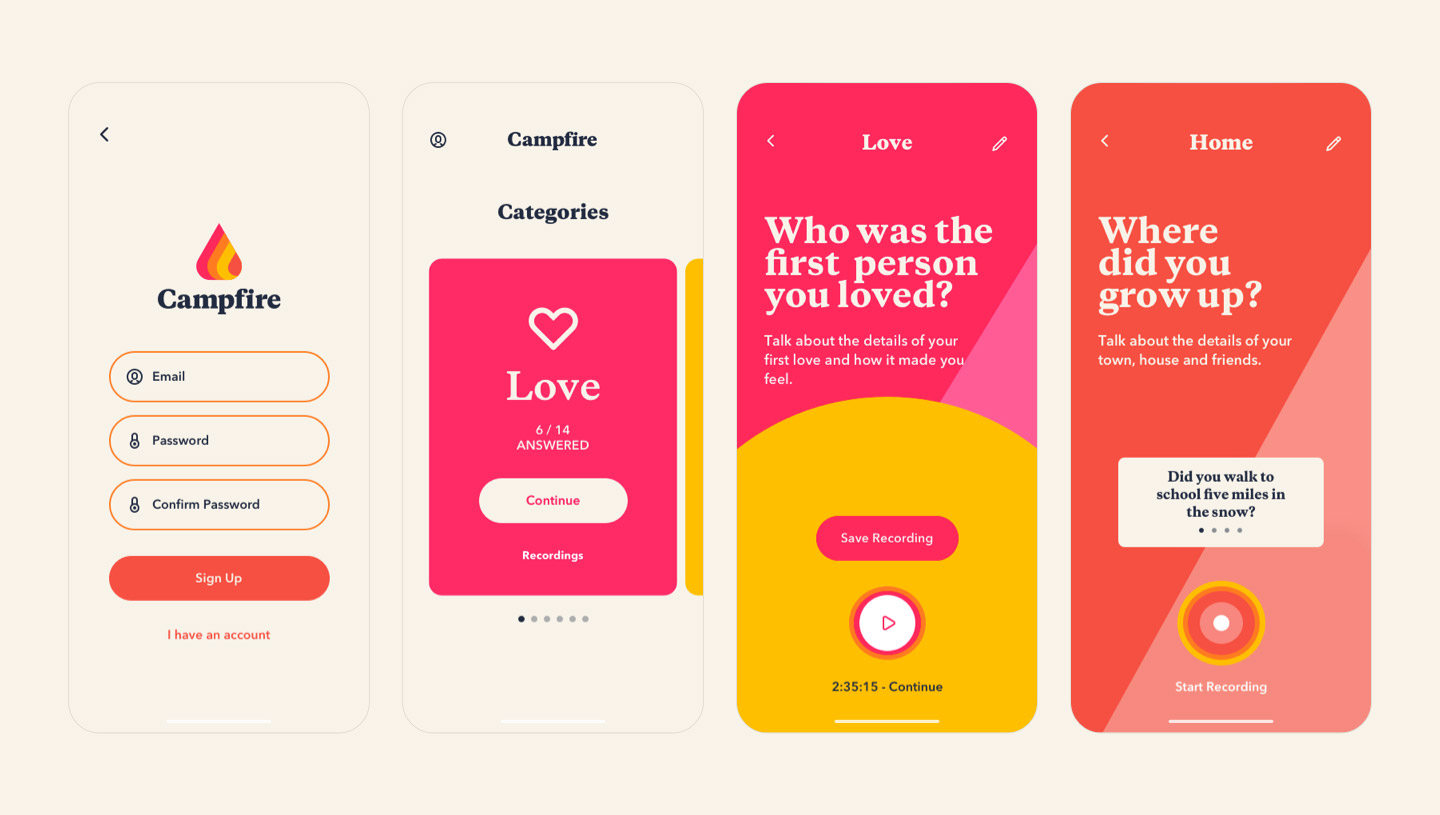 Campfire
Email
Password
Confirm Password
Sign Up
I have an account
Campfire
Categories
Love
6 / 14
ANSWERED
Continue
Recordings
Love
Who was the
first person
you loved?
Talk about the details of your
first love and how it made you
feel.
Save Recording
2:35:15 - Continue
Home
Where
did you
grow up?
Talk about the details of your
town, house and friends.
Did you walk to
school five miles in
the snow?
Start Recording